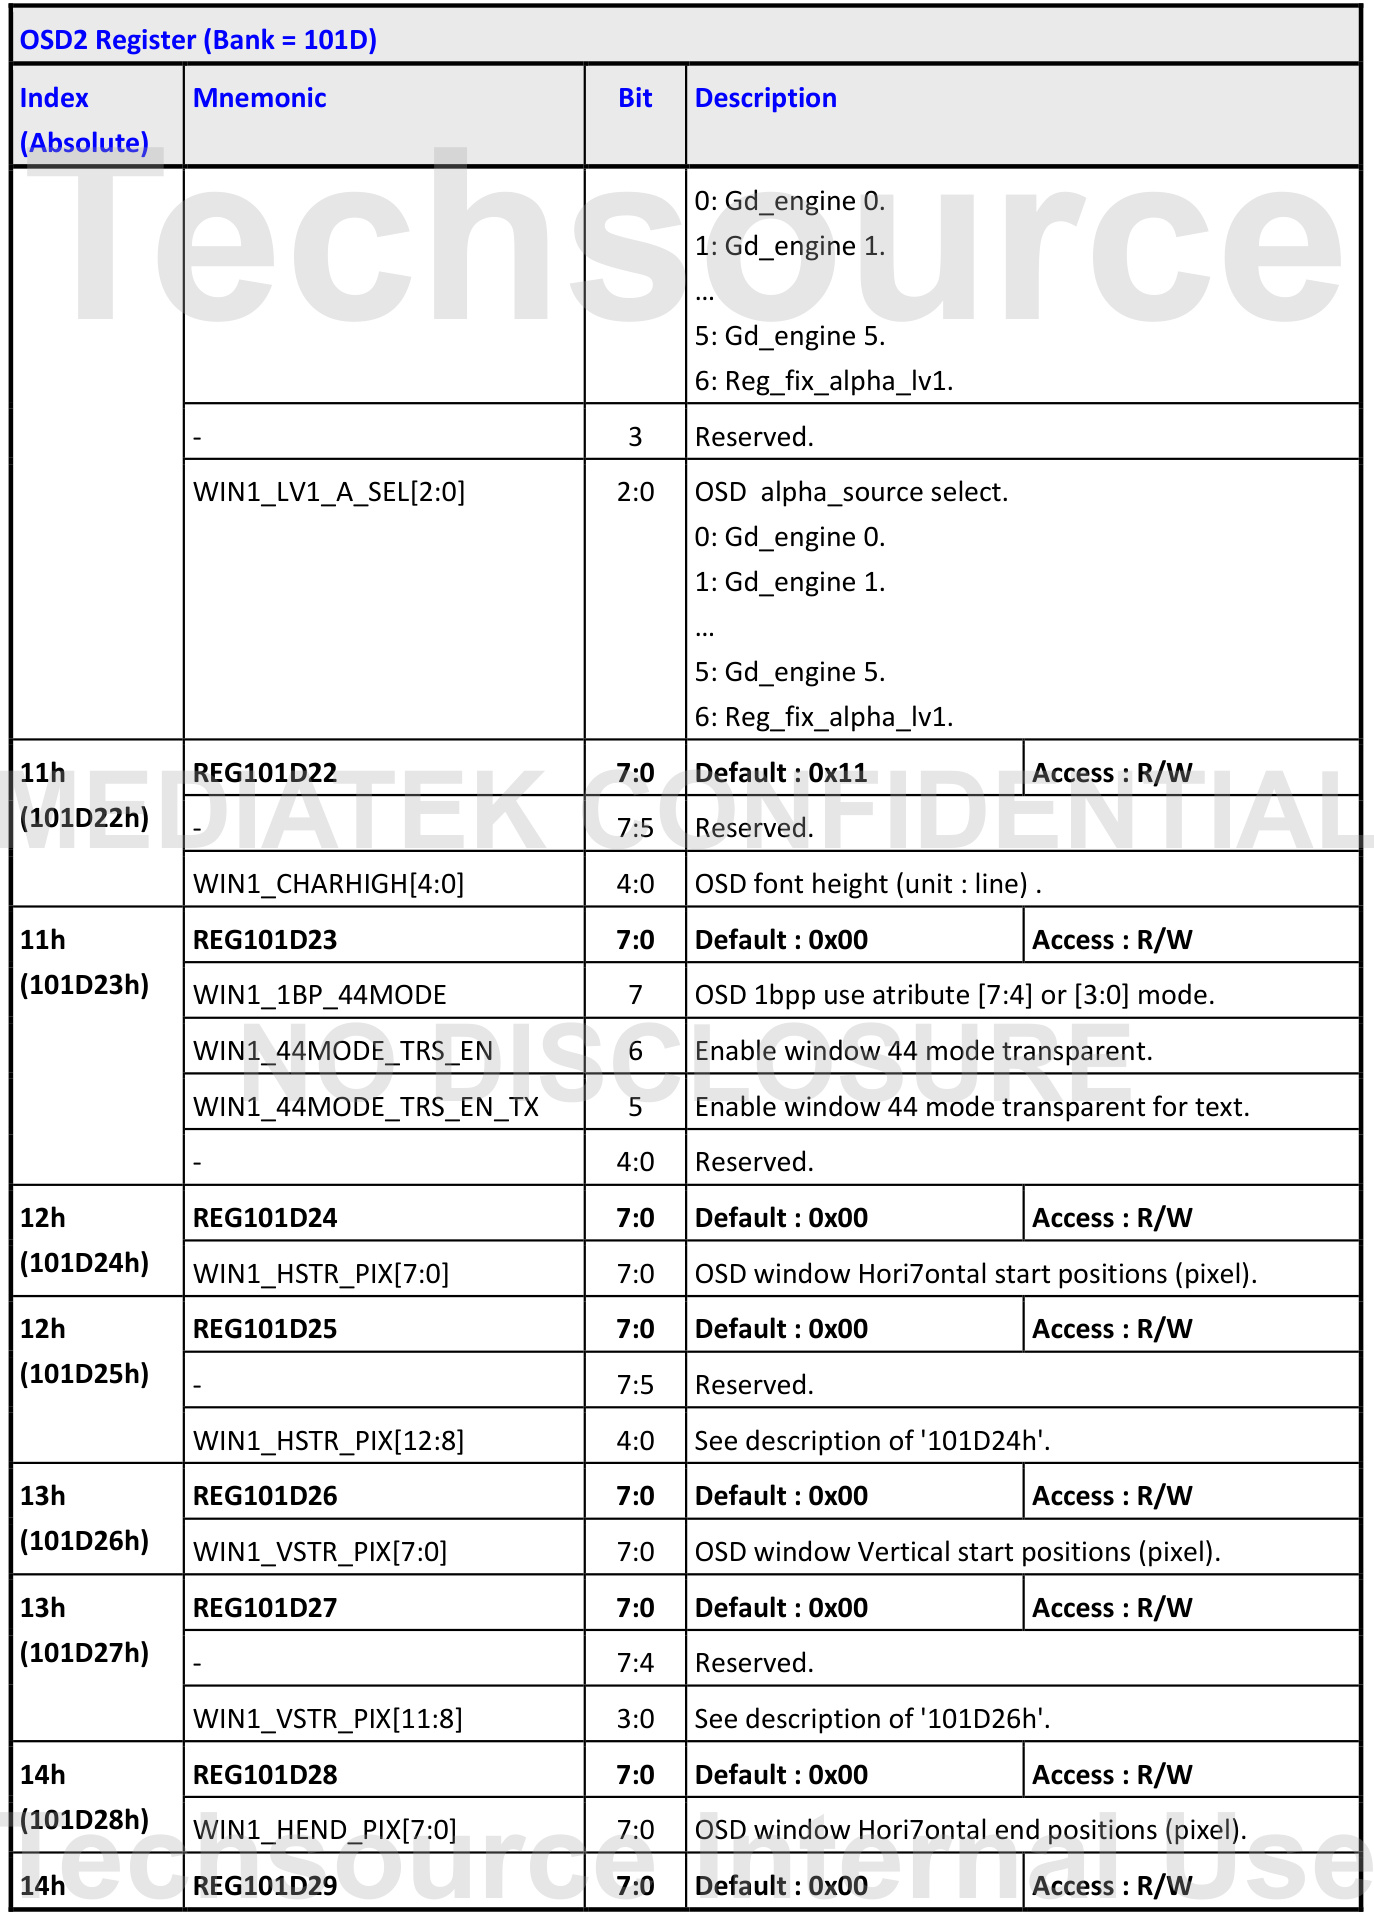 OSD2 Register (Bank = 101D)
Index (Absolute) Mnemonic Bit Description
0: Gd_engine 0.
1: Gd_engine 1.
...
5: Gd_engine 5.
6: Reg_fix_alpha_lv1.
- 3 Reserved.
WIN1_LV1_A_SEL[2:0] 2:0 OSD  alpha_source select.
0: Gd_engine 0.
1: Gd_engine 1.
...
5: Gd_engine 5.
6: Reg_fix_alpha_lv1.
11h REG101D22 7:0 Default : 0x11 Access : R/W
(101D22h) - 7:5 Reserved.
WIN1_CHARHIGH[4:0] 4:0 OSD font height (unit : line) .
11h REG101D23 7:0 Default : 0x00 Access : R/W
(101D23h) WIN1_1BP_44MODE 7 OSD 1bpp use atribute [7:4] or [3:0] mode.
WIN1_44MODE_TRS_EN 6 Enable window 44 mode transparent.
WIN1_44MODE_TRS_EN_TX 5 Enable window 44 mode transparent for text.
- 4:0 Reserved.
12h REG101D24 7:0 Default : 0x00 Access : R/W
(101D24h) WIN1_HSTR_PIX[7:0] 7:0 OSD window Hori7ontal start positions (pixel).
12h REG101D25 7:0 Default : 0x00 Access : R/W
(101D25h) - 7:5 Reserved.
WIN1_HSTR_PIX[12:8] 4:0 See description of '101D24h'.
13h REG101D26 7:0 Default : 0x00 Access : R/W
(101D26h) WIN1_VSTR_PIX[7:0] 7:0 OSD window Vertical start positions (pixel).
13h REG101D27 7:0 Default : 0x00 Access : R/W
(101D27h) - 7:4 Reserved.
WIN1_VSTR_PIX[11:8] 3:0 See description of '101D26h'.
14h REG101D28 7:0 Default : 0x00 Access : R/W
(101D28h) WIN1_HEND_PIX[7:0] 7:0 OSD window Hori7ontal end positions (pixel).
14h REG101D29 7:0 Default : 0x00 Access : R/W
Techsource
MEDIATEK CONFIDENTIAL
NO DISCLOSURE
Techsource Internal Use